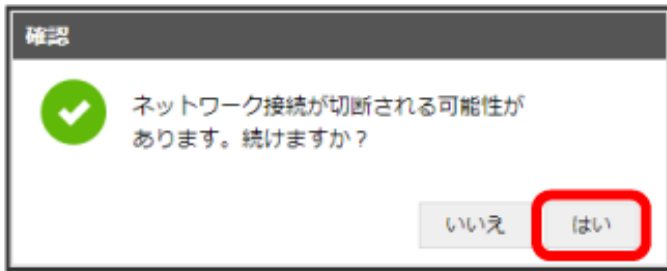 確認
ネットワーク接続が切断される可能性が
あります。続けますか？
いいえ
はい